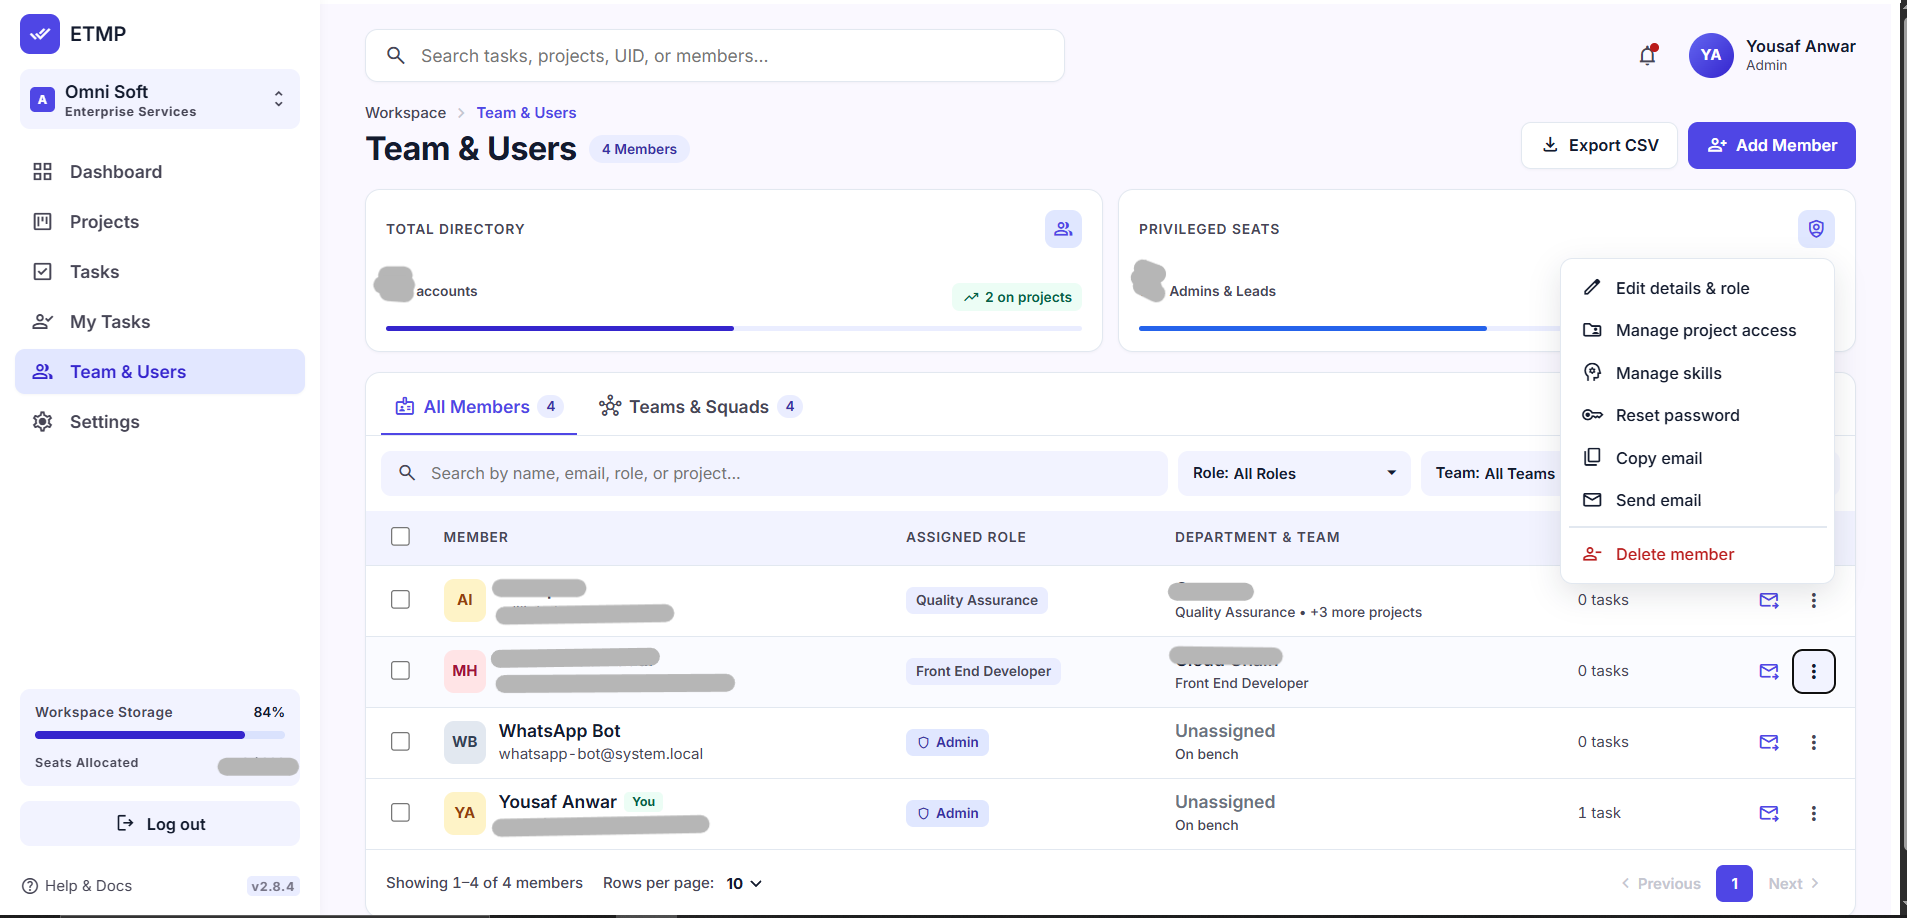 ETMP
A
Omni Soft
Enterprise Services
Dashboard
Projects
Tasks
My Tasks
Team & Users
Settings
Workspace Storage 84%
Seats Allocated
Log out
Help & Docs v2.8.4
Search tasks, projects, UID, or members...
YA
Yousaf Anwar
Admin
Workspace > Team & Users
Team & Users 4 Members
Export CSV
Add Member
TOTAL DIRECTORY
accounts
2 on projects
PRIVILEGED SEATS
Admins & Leads
Edit details & role
Manage project access
Manage skills
Reset password
Copy email
Send email
Delete member
All Members 4
Teams & Squads 4
Search by name, email, role, or project...
Role: All Roles
Team: All Teams
MEMBER ASSIGNED ROLE DEPARTMENT & TEAM
AI Quality Assurance 0 tasks
Quality Assurance • +3 more projects
MH Front End Developer 0 tasks
Front End Developer
WB WhatsApp Bot Admin Unassigned 0 tasks
whatsapp-bot@system.local On bench
YA Yousaf Anwar You Admin Unassigned 1 task
On bench
Showing 1–4 of 4 members Rows per page: 10
Previous 1 Next